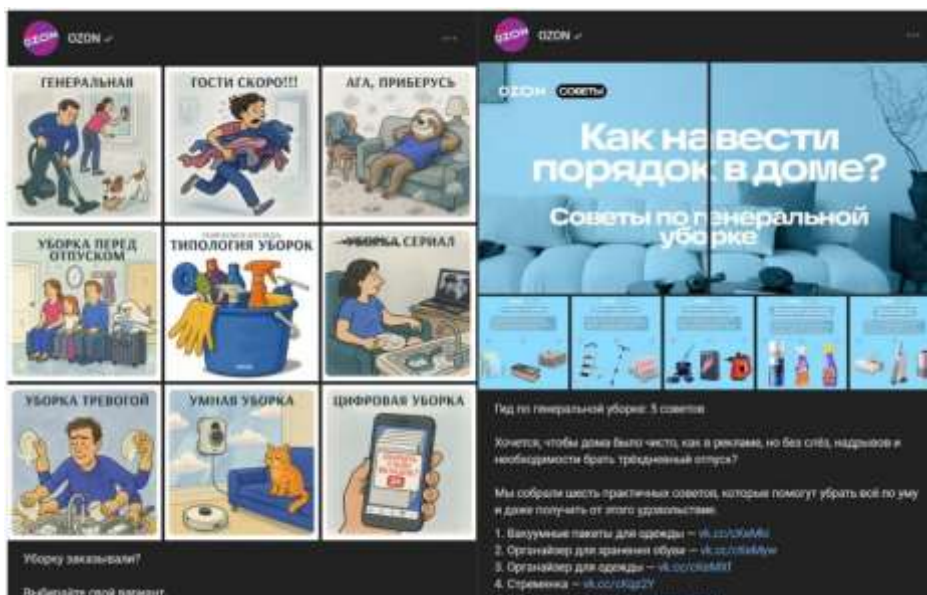 OZON
ГЕНЕРАЛЬНАЯ
ГОСТИ СКОРО!!!
АГА, ПРИБЕРУСЬ
УБОРКА ПЕРЕД
ОТПУСКОМ
ТИПОЛОГИЯ УБОРОК
УБОРКА СЕРИАЛ
УБОРКА ТРЕВОГОЙ
УМНАЯ УБОРКА
ЦИФРОВАЯ УБОРКА
Уборку заказывали?
Выбирайте свой вариант
OZON
OZON СОВЕТЫ
Как навести
порядок в доме?
Советы по генеральной
уборке
Гид по генеральной уборке: 5 советов
Хочется, чтобы дома было чисто, как в рекламе, но без слёз, надрывов и
необходимости брать трёхдневный отпуск?
Мы собрали шесть практичных советов, которые помогут убрать всё по уму
и даже получить от этого удовольствие.
1. Вакуумные пакеты для одежды —
2. Органайзер для хранения обуви —
3. Органайзер для одежды —
4. Стремянка —